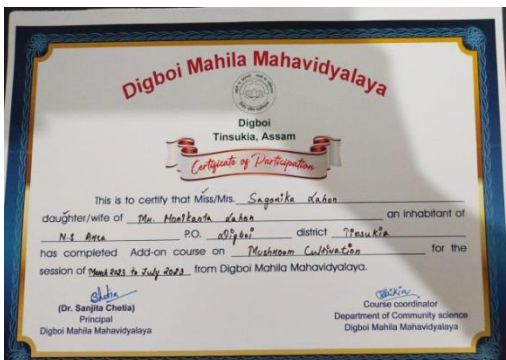 Digboi Mahila Mahavidyalaya
Digboi
Tinsukia, Assam
Certificate of Participation
This is to certify that Miss/Mrs. Sagonika Lahon
daughter/wife of Mr. Monikanta Lahon an inhabitant of
N.S Area P.O. Digboi district Tinsukia
has completed Add-on course on Mushroom Cultivation for the
session of March 2023 to July 2023 from Digboi Mahila Mahavidyalaya.
(Dr. Sanjita Chetia)
Principal
Digboi Mahila Mahavidyalaya
Course coordinator
Department of Community science
Digboi Mahila Mahavidyalaya